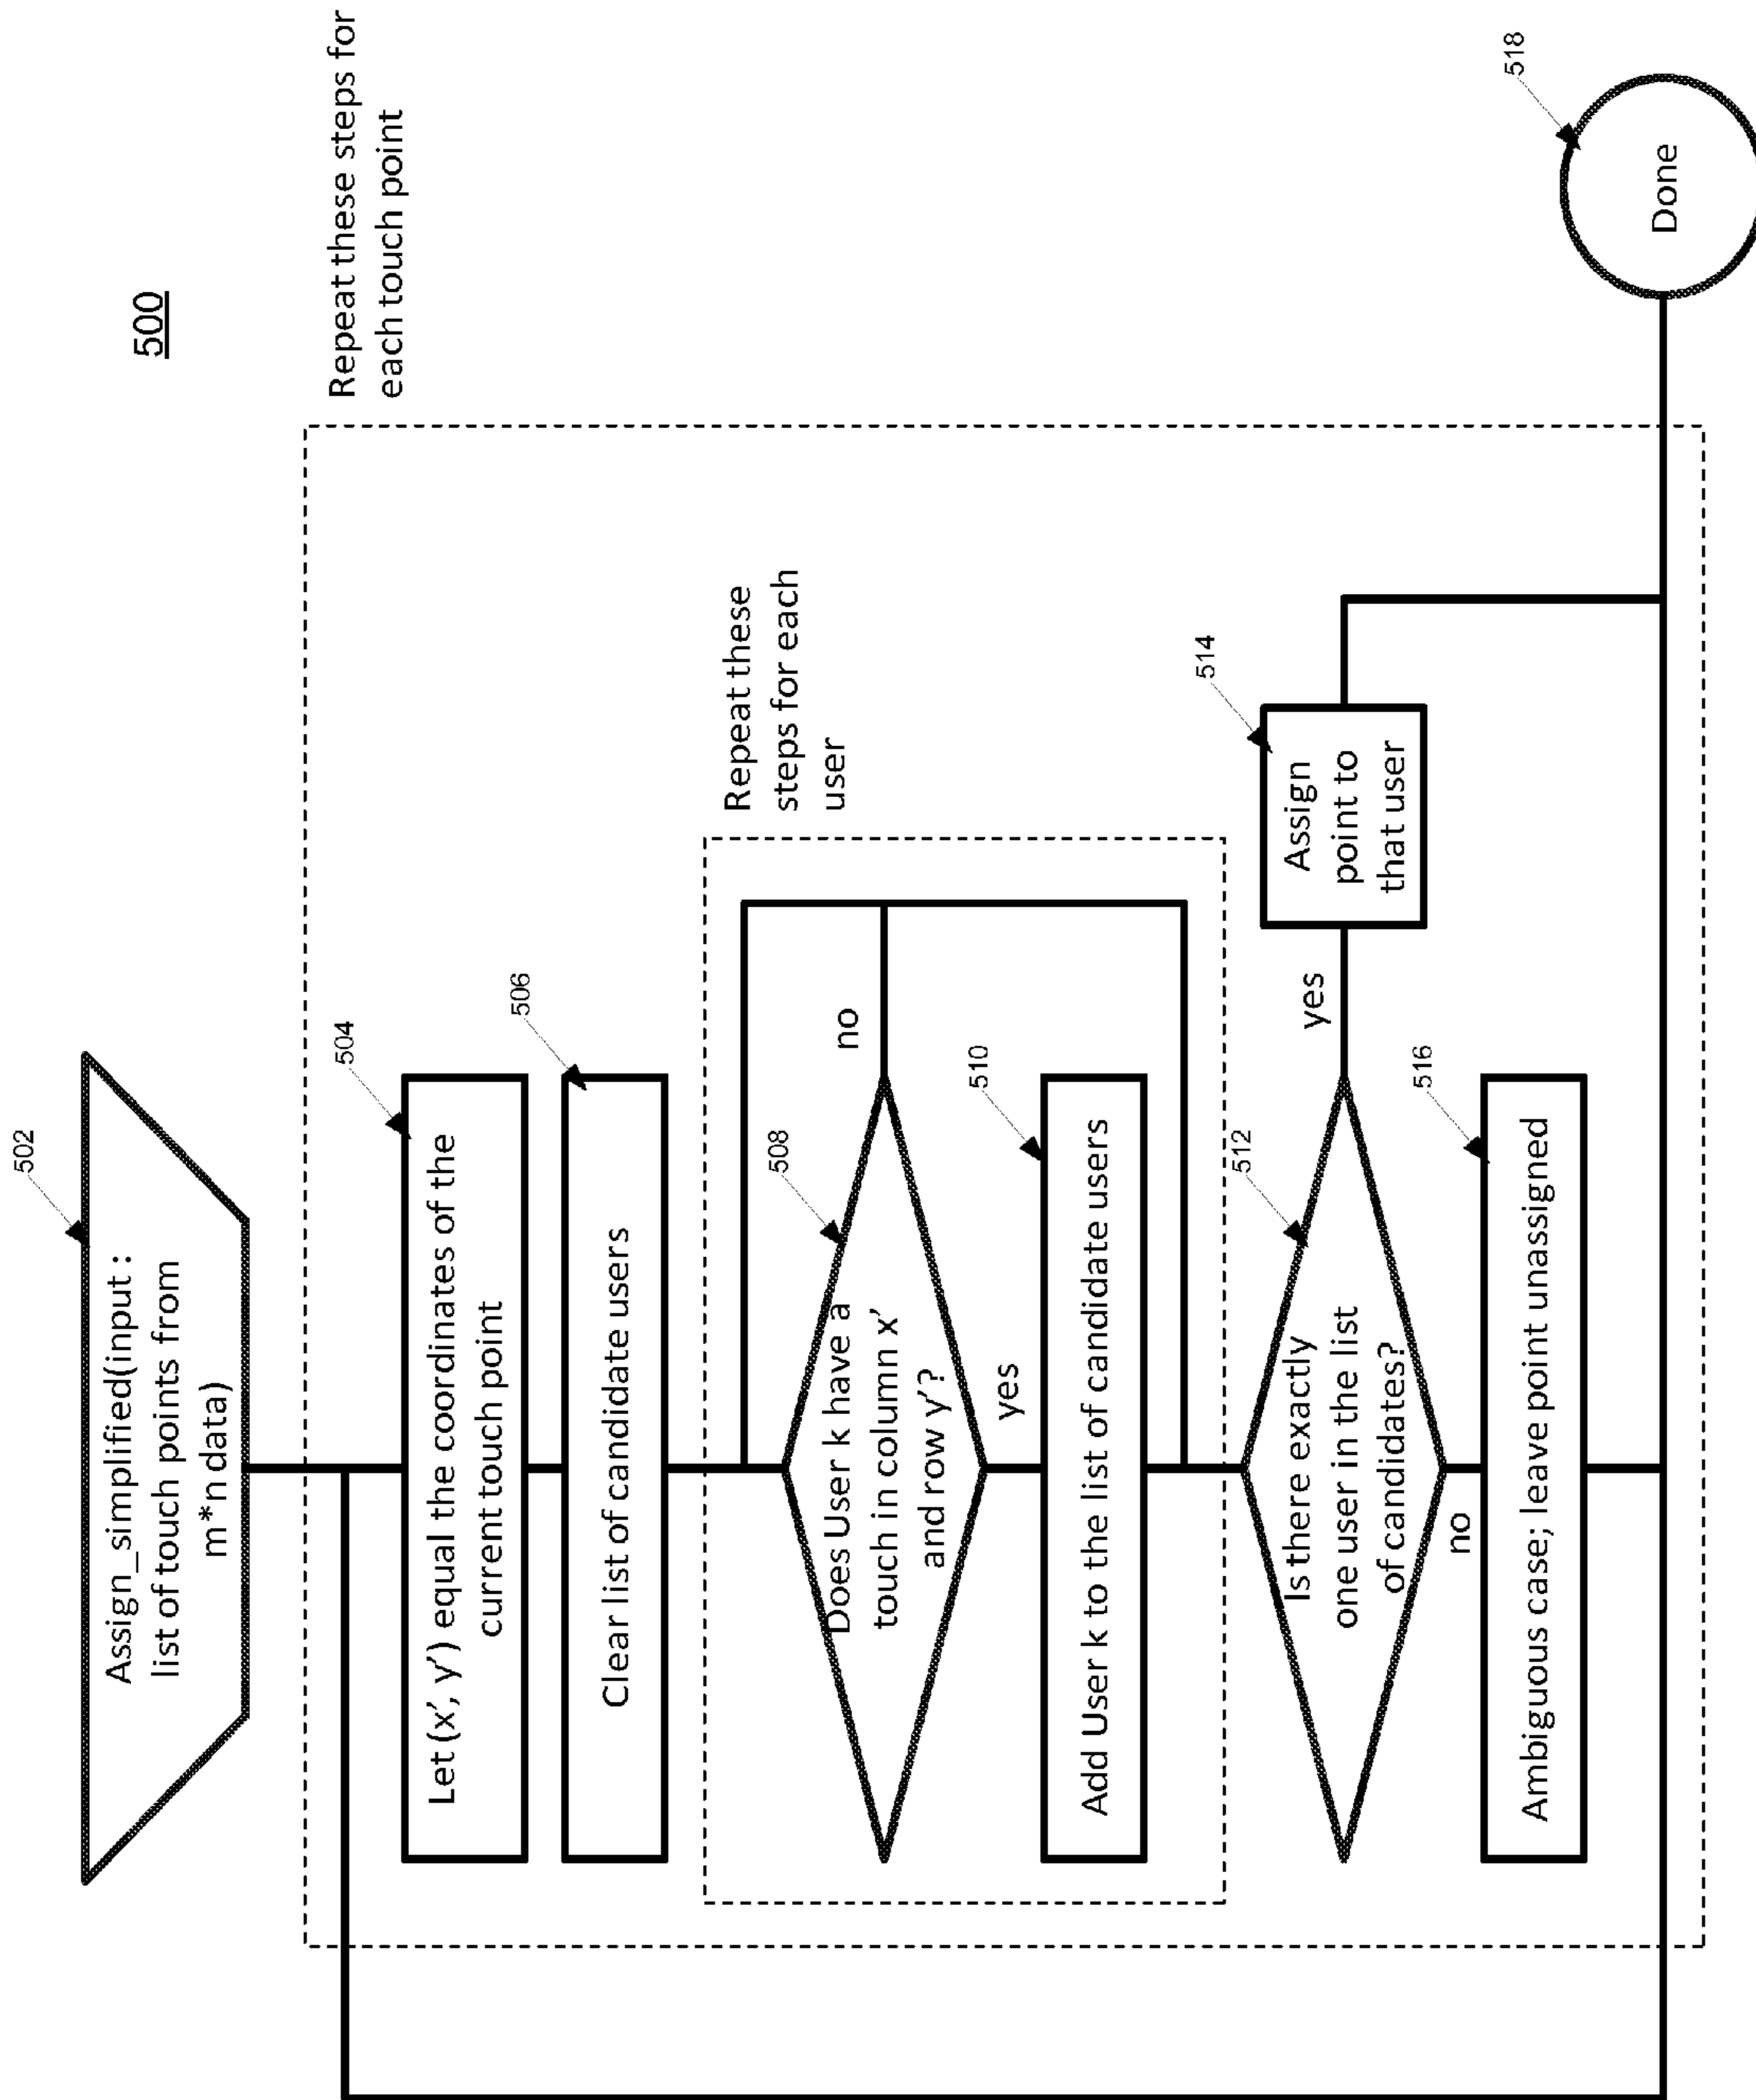 500
502
Assign_simplified(input :
list of touch points from
m*n data)
Repeat these steps for
each touch point
504
Let (x’, y’) equal the coordinates of the
current touch point
506
Clear list of candidate users
Repeat these
steps for each
user
508
Does User k have a
touch in column x’
and row y’?
no
yes
510
Add User k to the list of candidate users
512
Is there exactly
one user in the list
of candidates?
yes
514
Assign
point to
that user
no
516
Ambiguous case; leave point unassigned
518
Done